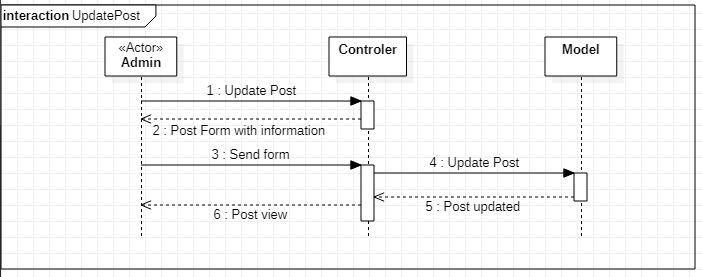 interaction UpdatePost
«Actor»
Admin
Controler
Model
1 : Update Post
2 : Post Form with information
3 : Send form
4 : Update Post
5 : Post updated
6 : Post view